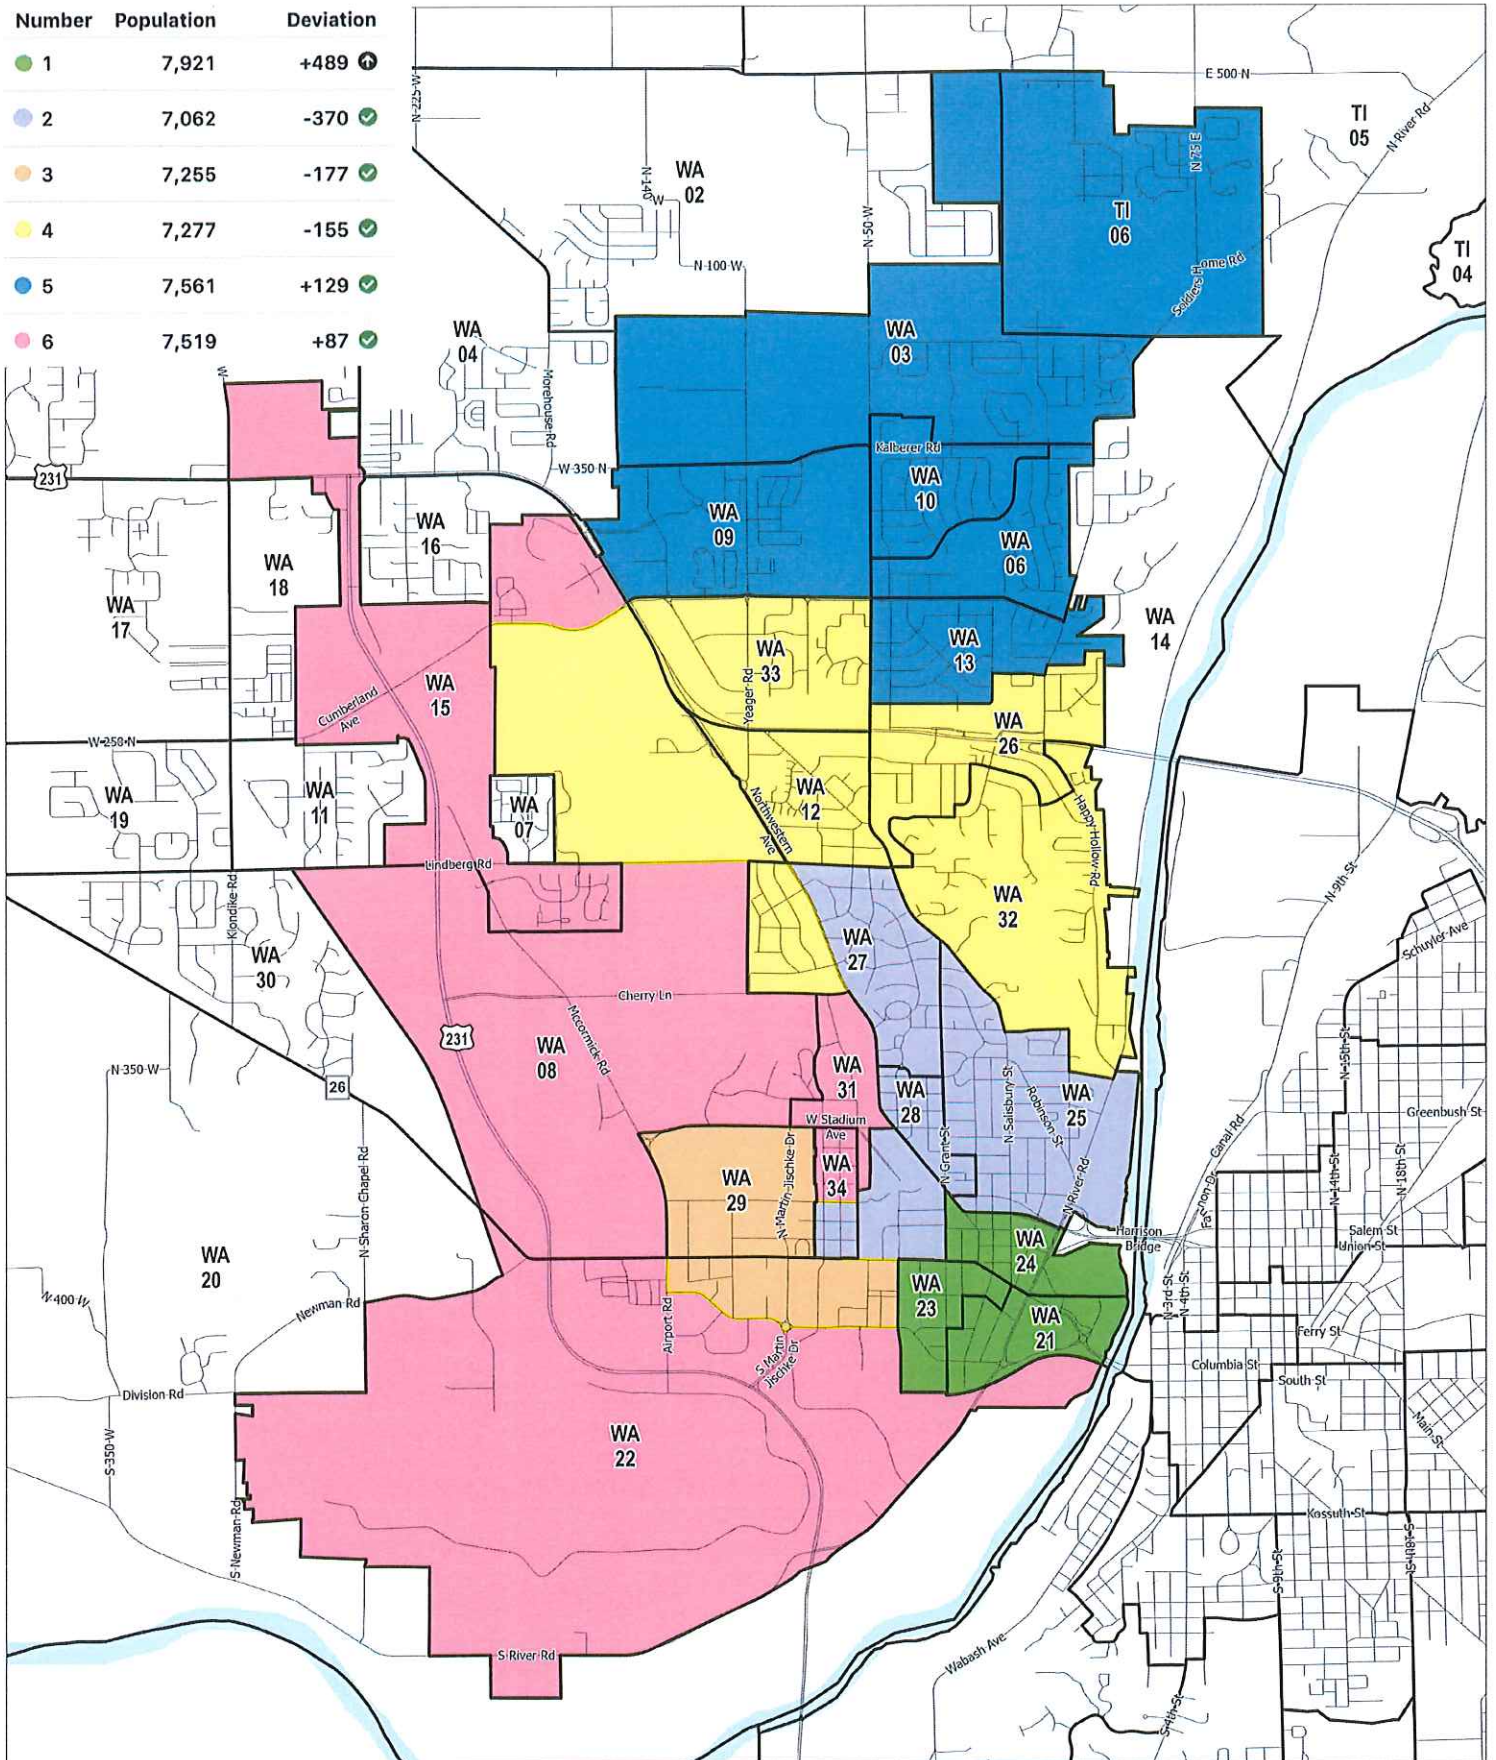 Number Population Deviation
1 7,921 +489
2 7,062 -370
3 7,255 -177
4 7,277 -155
5 7,561 +129
6 7,519 +87
E 500 N
N 225 W
TI
05
N River Rd
WA
02
N 140
W
N 75 E
TI
06
N 50 W
TI
04
N 100 W
Soldiers Home Rd
WA
04
WA
03
W
Morehouse Rd
Kalberer Rd
231
W 350 N
WA
10
WA
09
WA
16
WA
06
WA
18
WA
17
WA
14
WA
13
WA
33
WA
15
Yeager Rd
Cumberland
Ave
WA
26
W 250 N
WA
19
WA
11
WA
07
WA
12
Northwestern
Ave
Happy Hollow Rd
Lindberg Rd
N 9th St
Klondike Rd
WA
32
Schuyler Ave
WA
27
WA
30
Cherry Ln
Mccormick Rd
231
WA
08
N 15th St
N 350 W
26
WA
31
WA
28
N Salisbury St
Robinson St
WA
25
Greenbush St
W Stadium
Ave
Canal Rd
N Grant St
N Martin Jischke Dr
WA
34
WA
29
N Sharon Chapel Rd
N River Rd
N 14th St
N 18th St
Harrison
Bridge
Salem St
Union St
WA
20
WA
24
N 400 W
Newman Rd
WA
23
N 3rd St
N 4th St
WA
21
Airport Rd
Ferry St
S Martin
Jischke Dr
Columbia St
South St
Division Rd
Main St
WA
22
S 350 W
S Newman Rd
Kossuth St
S 9th St
S 18th St
S River Rd
Wabash Ave
S 4th St